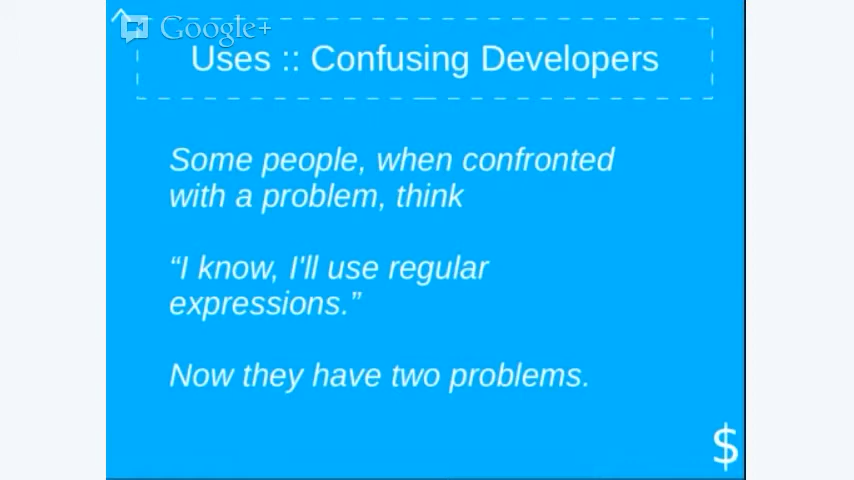 ^
Google+
Uses :: Confusing Developers
Some people, when confronted
with a problem, think
“I know, I'll use regular
expressions.”
Now they have two problems.
$